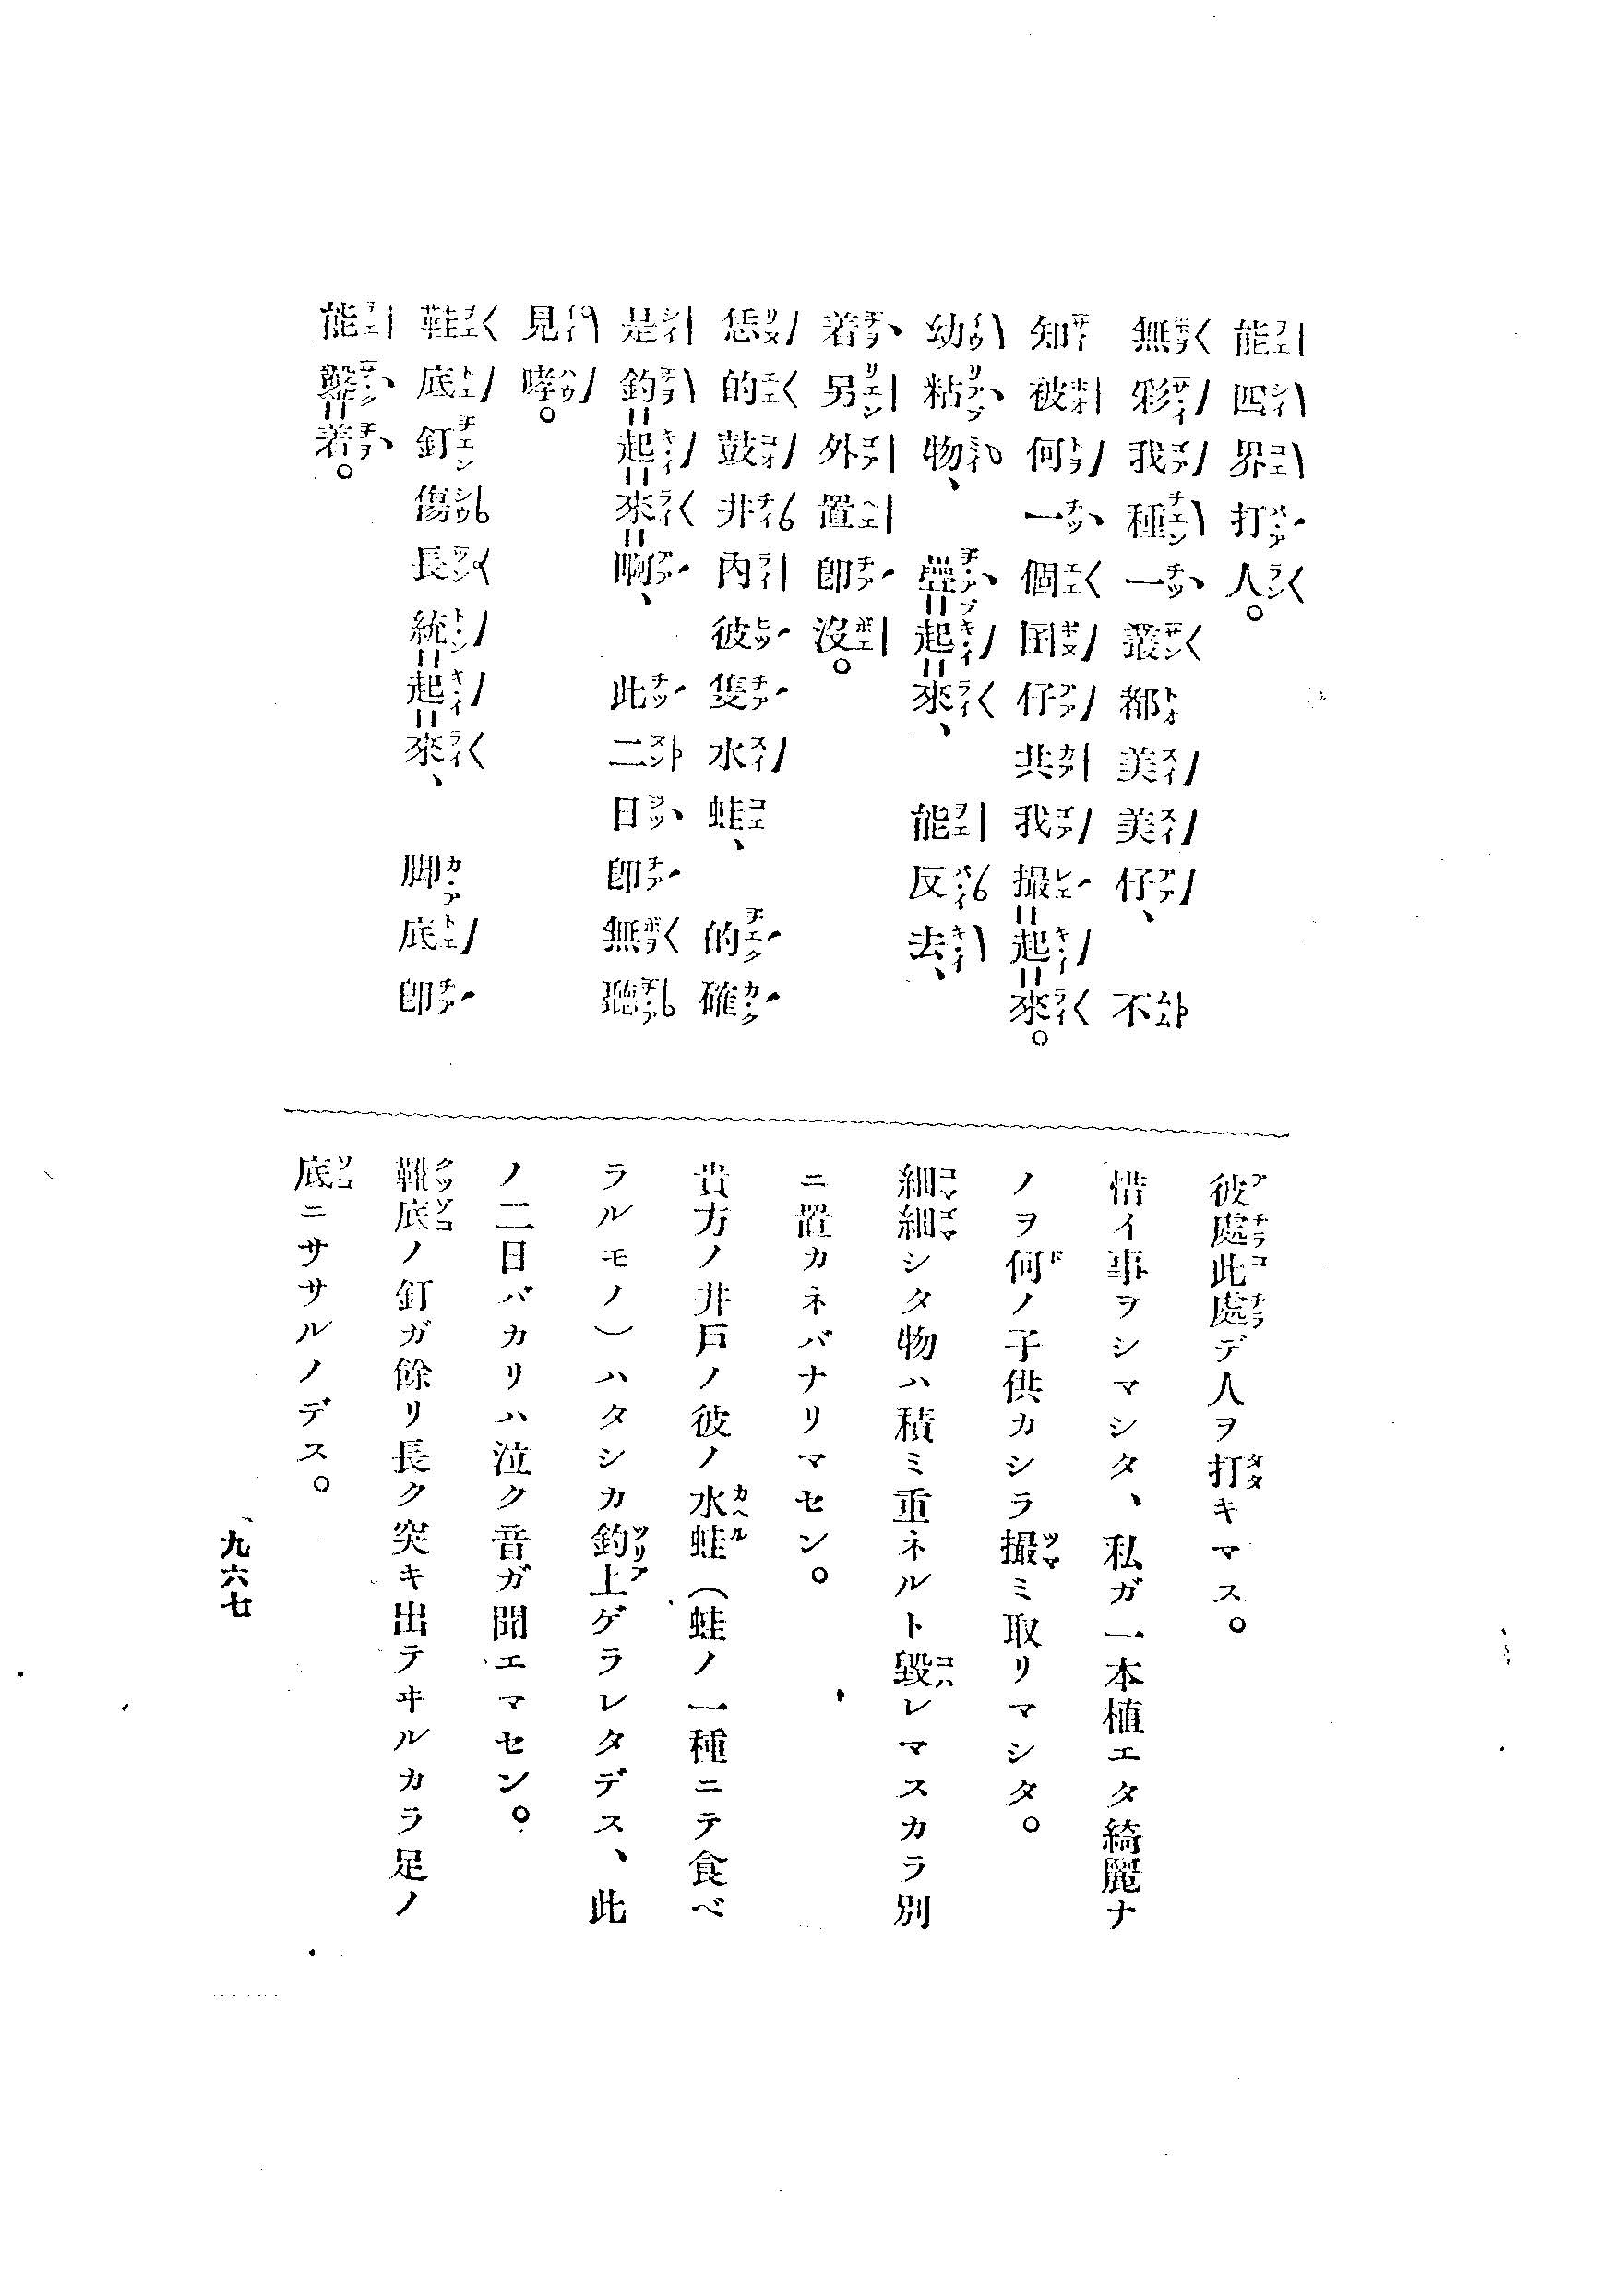 能四界打人。
無彩我種一叢都美美仔、不
知被何一個囝仔共我撮=起=來。
幼粘物、疊=起=來、能反去、
着另外置卽沒。
恁的鼓井內彼隻水蛙、的確
是釣=起=來=啊、此二日卽無聽
見哮。
鞋底釘傷長統=起=來、脚底卽
能鑿=着。
彼處此處デ人ヲ打キマス。
惜イ事ヲシマシタ、私ガ一本植エタ綺麗ナ
ノヲ何ノ子供カシラ撮ミ取リマシタ。
細細シタ物ハ積ミ重ネルト毀レマスカラ別
ニ置カネバナリマセン。
貴方ノ井戸ノ彼ノ水蛙（蛙ノ一種ニテ食ベ
ラルモノ）ハタシカ釣上ゲラレタデス、此
ノ二日バカリハ泣ク音ガ聞エマセン。
靴底ノ釘ガ餘リ長ク突キ出テヰルカラ足ノ
底ニササルノデス。
九六七